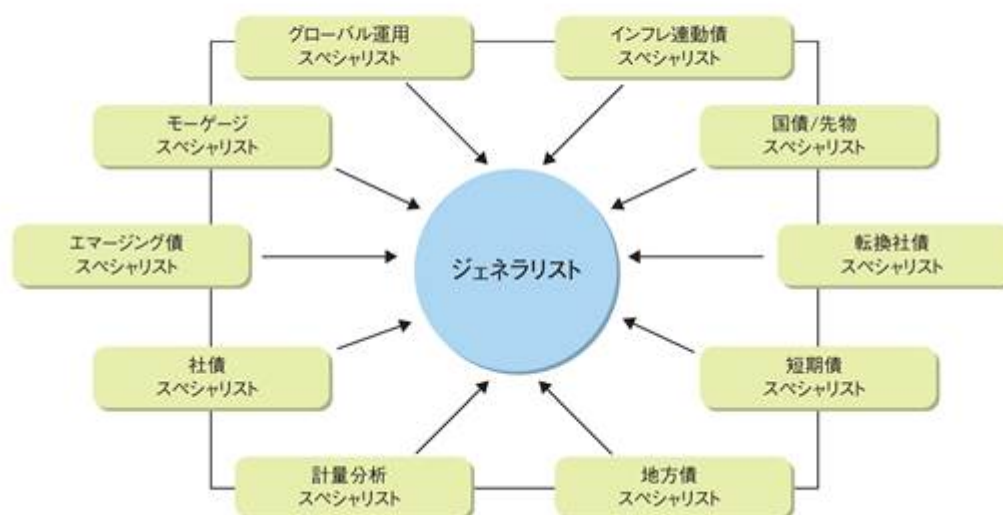 グローバル運用
スペシャリスト
インフレ連動債
スペシャリスト
モーゲージ
スペシャリスト
国債/先物
スペシャリスト
エマージング債
スペシャリスト
ジェネラリスト
転換社債
スペシャリスト
社債
スペシャリスト
短期債
スペシャリスト
計量分析
スペシャリスト
地方債
スペシャリスト